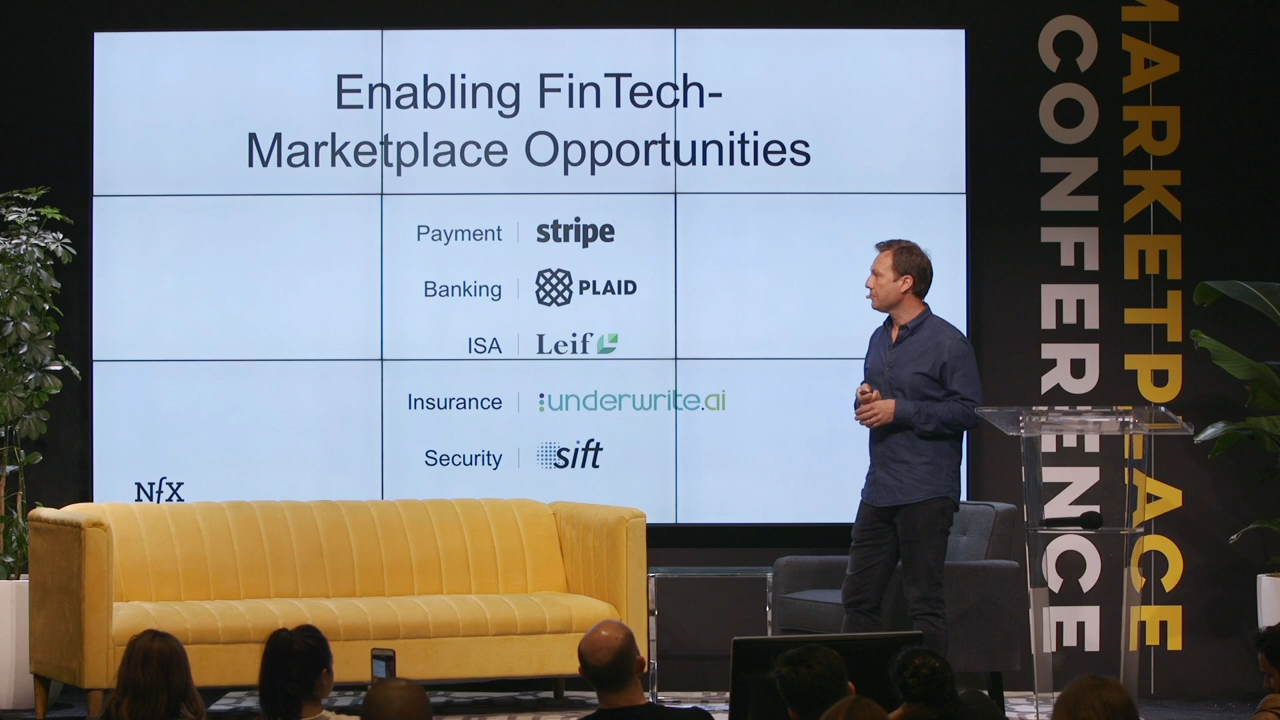 Enabling FinTech-
Marketplace Opportunities
Payment | stripe
Banking | PLAID
ISA | Leif
Insurance | underwrite.ai
Security | sift
NfX
MARKETPLACE
CONFERENCE